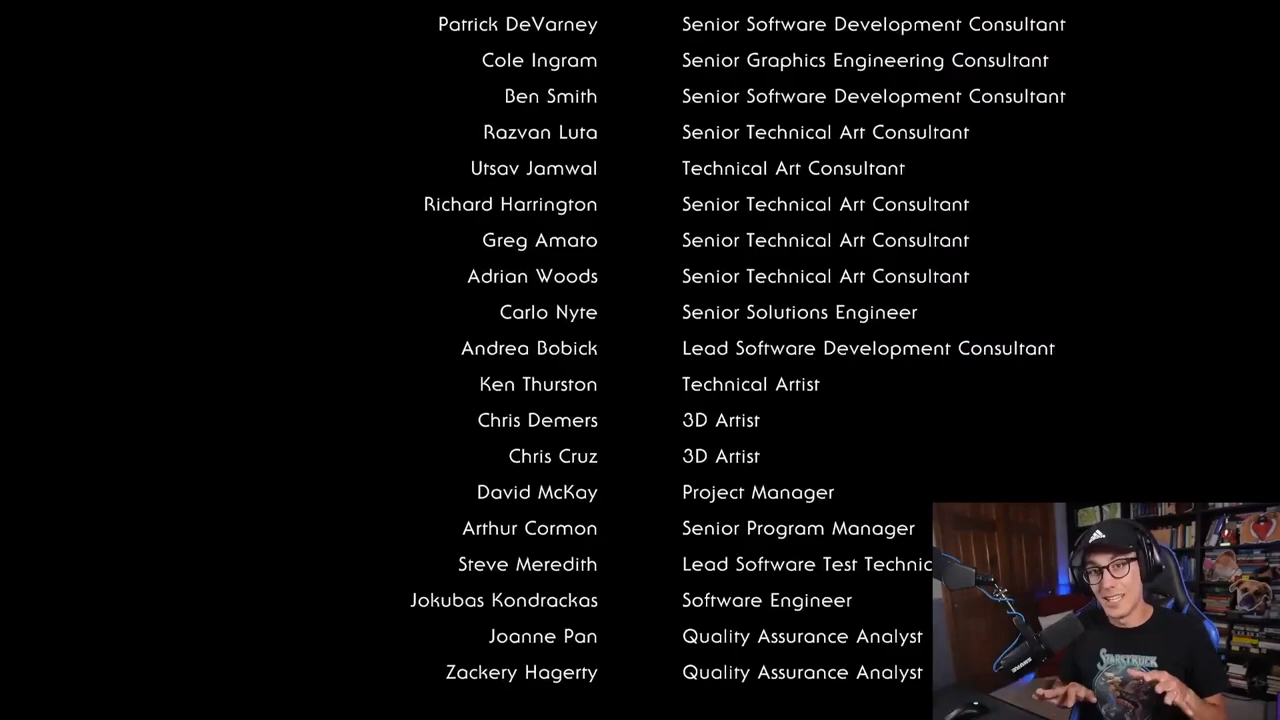 Patrick DeVarney Senior Software Development Consultant
Cole Ingram Senior Graphics Engineering Consultant
Ben Smith Senior Software Development Consultant
Razvan Luta Senior Technical Art Consultant
Utsav Jamwal Technical Art Consultant
Richard Harrington Senior Technical Art Consultant
Greg Amato Senior Technical Art Consultant
Adrian Woods Senior Technical Art Consultant
Carlo Nyte Senior Solutions Engineer
Andrea Bobick Lead Software Development Consultant
Ken Thurston Technical Artist
Chris Demers 3D Artist
Chris Cruz 3D Artist
David McKay Project Manager
Arthur Cormon Senior Program Manager
Steve Meredith Lead Software Test Technic
Jokubas Kondrackas Software Engineer
Joanne Pan Quality Assurance Analyst
Zackery Hagerty Quality Assurance Analyst
STARSTRUCK